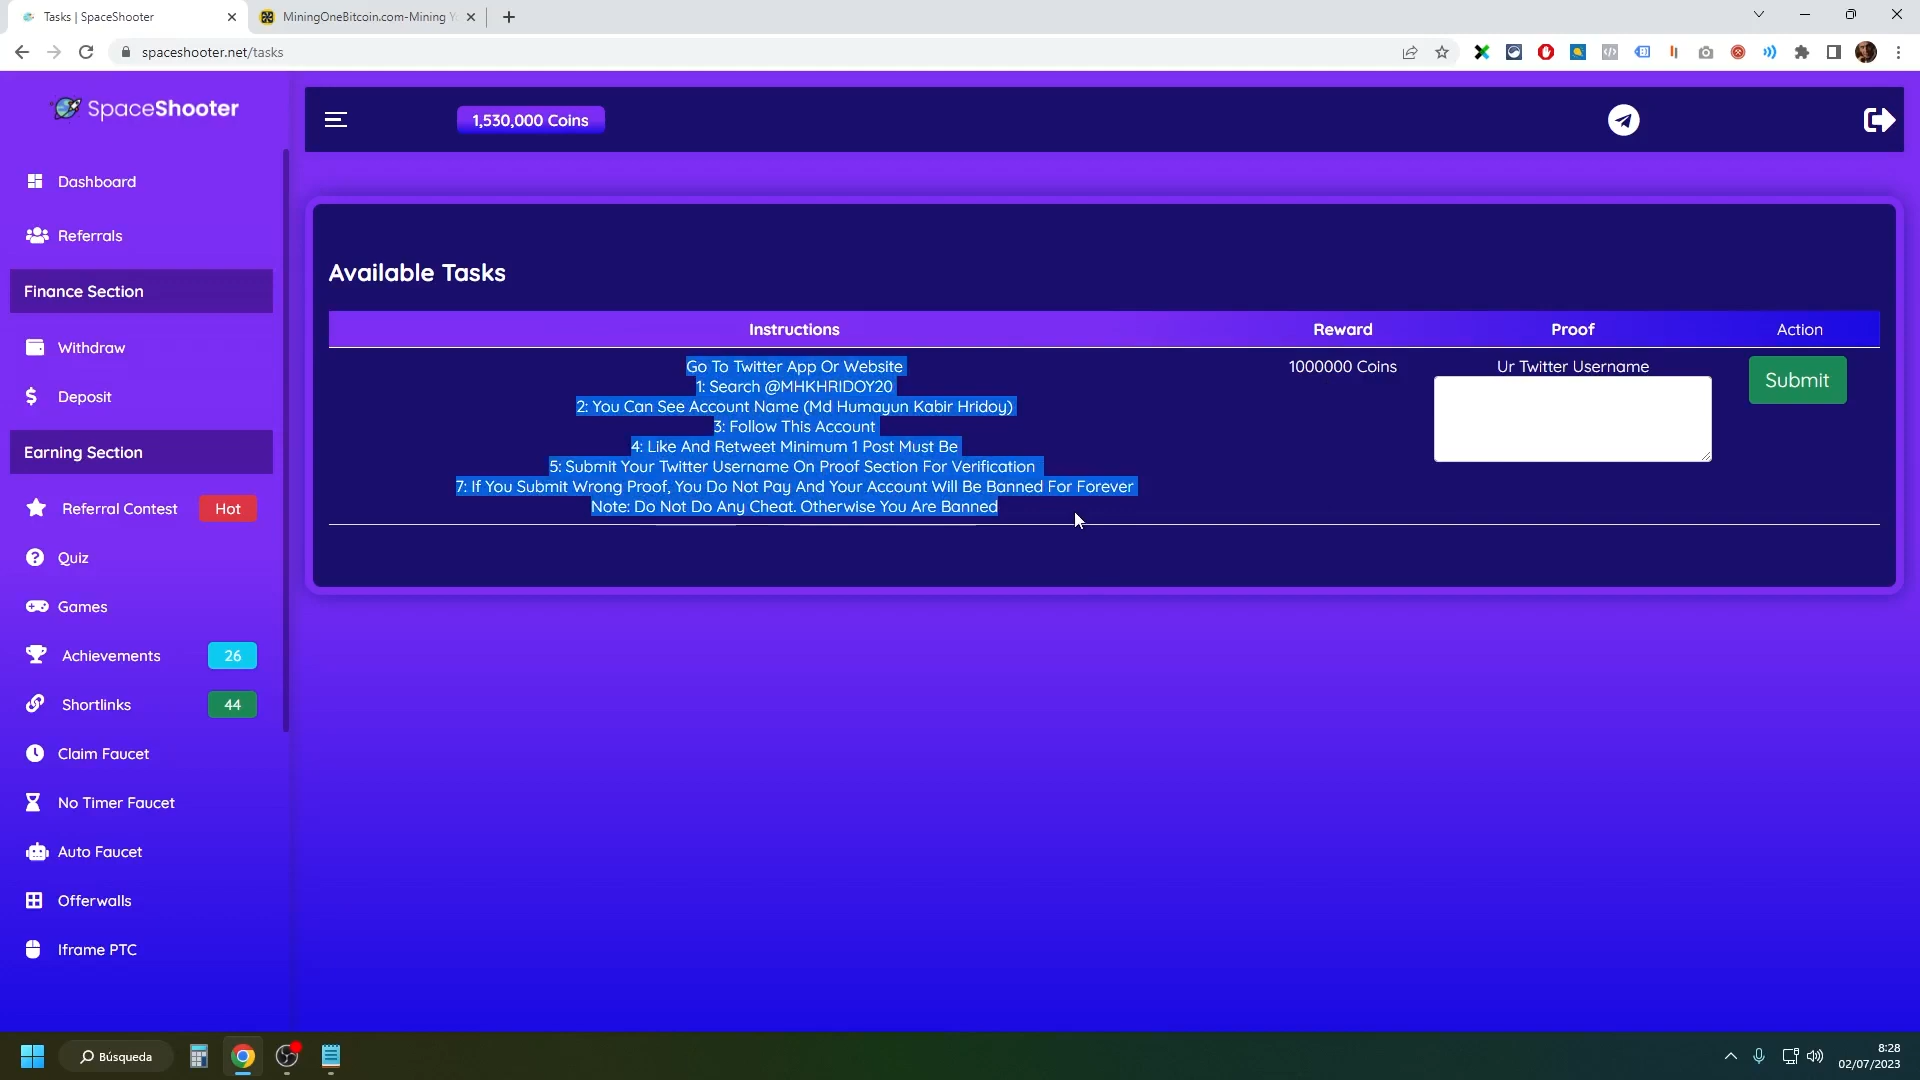 Tasks | SpaceShooter
MiningOneBitcoin.com-Mining Y
spaceshooter.net/tasks
SpaceShooter
1,530,000 Coins
Dashboard
Referrals
Finance Section
Withdraw
Deposit
Earning Section
Referral Contest Hot
Quiz
Games
Achievements 26
Shortlinks 44
Claim Faucet
No Timer Faucet
Auto Faucet
Offerwalls
Iframe PTC
Available Tasks
Instructions Reward Proof Action
Go To Twitter App Or Website
1: Search @MHKHRIDOY20
2: You Can See Account Name (Md Humayun Kabir Hridoy)
3: Follow This Account
4: Like And Retweet Minimum 1 Post Must Be
5: Submit Your Twitter Username On Proof Section For Verification
7: If You Submit Wrong Proof, You Do Not Pay And Your Account Will Be Banned For Forever
Note: Do Not Do Any Cheat. Otherwise You Are Banned
1000000 Coins
Ur Twitter Username
Submit
Búsqueda
8:28
02/07/2023